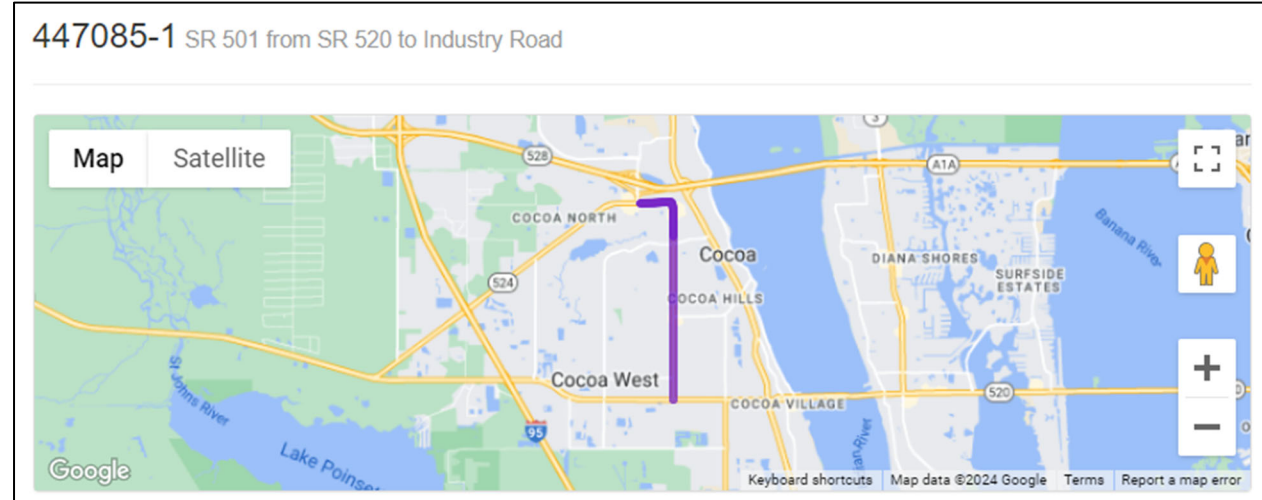 447085-1 SR 501 from SR 520 to Industry Road
Map Satellite
3
528
A1A
COCOA NORTH
Banana River
Cocoa
DIANA SHORES
SURFSIDE
ESTATES
524
COCOA HILLS
St Johns River
Cocoa West
520
COCOA VILLAGE
95
Lake Poinse
Google
Keyboard shortcuts Map data ©2024 Google Terms Report a map error